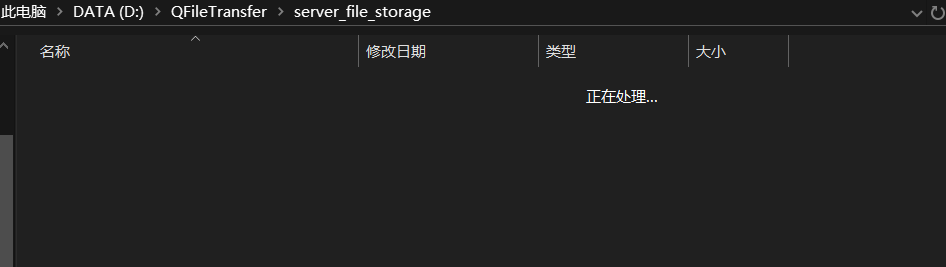 此电脑 > DATA (D:) > QFileTransfer > server_file_storage
名称 修改日期 类型 大小
正在处理...